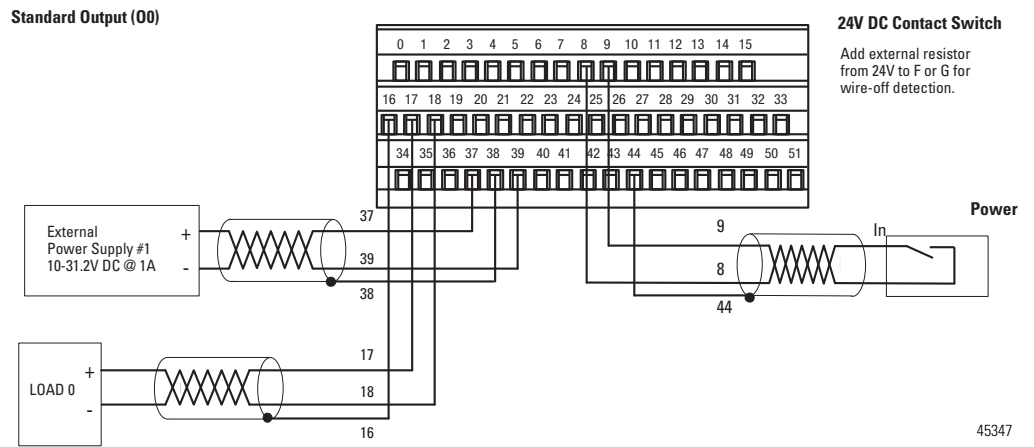 Standard Output (O0)
24V DC Contact Switch
Add external resistor
from 24V to F or G for
wire-off detection.
0 1 2 3 4 5 6 7 8 9 10 11 12 13 14 15
16 17 18 19 20 21 22 23 24 25 26 27 28 29 30 31 32 33
34 35 36 37 38 39 40 41 42 43 44 45 46 47 48 49 50 51
External
Power Supply #1
10-31.2V DC @ 1A
+
-
37
39
38
9
8
44
Power
In
LOAD 0
+
-
17
18
16
45347